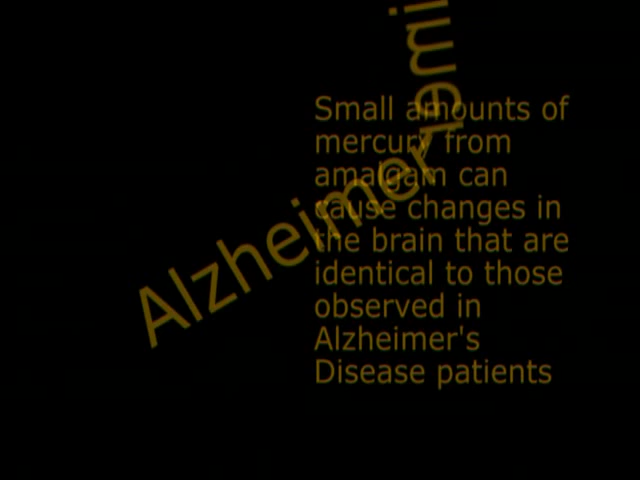 Small amounts of
mercury from
amalgam can
cause changes in
the brain that are
identical to those
observed in
Alzheimer's
Disease patients
Alzheimer